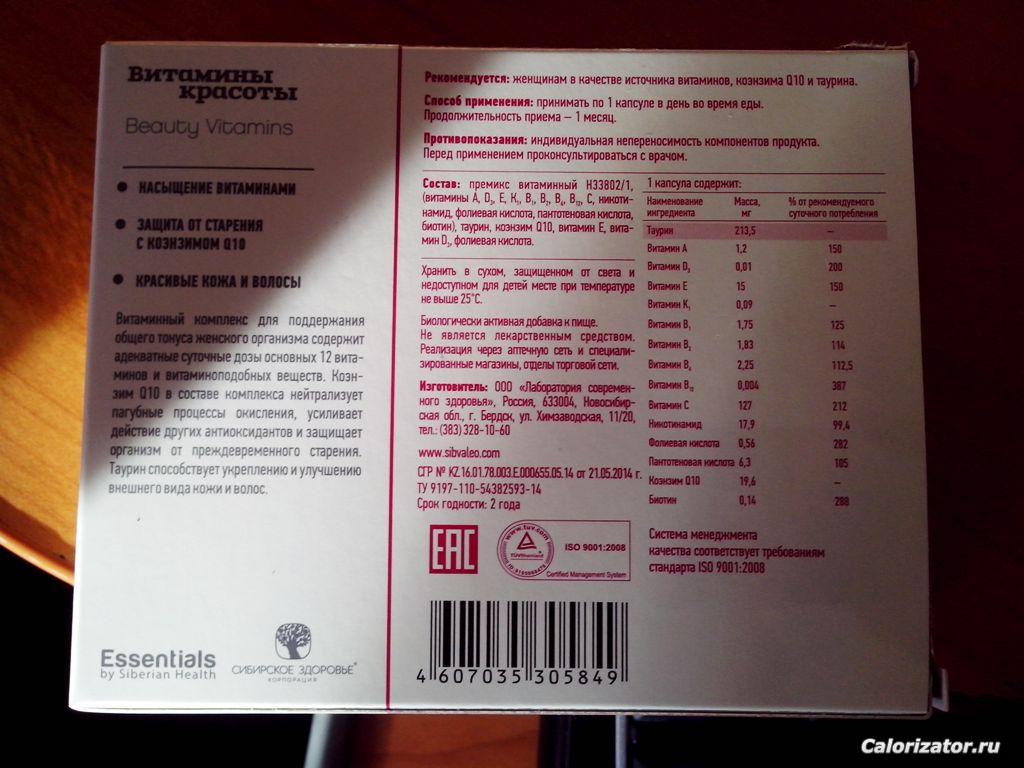 Витамины
красоты
Beauty Vitamins
НАСЫЩЕНИЕ ВИТАМИНАМИ
ЗАЩИТА ОТ СТАРЕНИЯ
С КОЭНЗИМОМ Q10
КРАСИВЫЕ КОЖА И ВОЛОСЫ
Витаминный комплекс для поддержания
общего тонуса женского организма содержит
адекватные суточные дозы основных 12 вита-
минов и витаминоподобных веществ. Коэн-
зим Q10 в составе комплекса нейтрализует
пагубные процессы окисления, усиливает
действие других антиоксидантов и защищает
организм от преждевременного старения.
Таурин способствует укреплению и улучшению
внешнего вида кожи и волос.
Essentials
by Siberian Health
СИБИРСКОЕ ЗДОРОВЬЕ®
КОРПОРАЦИЯ
Рекомендуется: женщинам в качестве источника витаминов, коэнзима Q10 и таурина.
Способ применения: принимать по 1 капсуле в день во время еды.
Продолжительность приема – 1 месяц.
Противопоказания: индивидуальная непереносимость компонентов продукта.
Перед применением проконсультироваться с врачом.
Состав: премикс витаминный H33802/1,
(витамины А, D₃, Е, К₁, В₁, В₂, В₆, В₁₂, С, никоти-
намид, фолиевая кислота, пантотеновая кислота,
биотин), таурин, коэнзим Q10, витамин Е, вита-
мин D₃, фолиевая кислота.
Хранить в сухом, защищенном от света и
недоступном для детей месте при температуре
не выше 25°С.
Биологически активная добавка к пище.
Не является лекарственным средством.
Реализация через аптечную сеть и специали-
зированные магазины, отделы торговой сети.
Изготовитель: ООО «Лаборатория современ-
ного здоровья», Россия, 633004, Новосибир-
ская обл., г. Бердск, ул. Химзаводская, 11/20,
тел.: (383) 328-10-60
www.sibvaleo.com
СГР № KZ.16.01.78.003.Е.000655.05.14 от 21.05.2014 г.
ТУ 9197-110-54382593-14
Срок годности: 2 года
1 капсула содержит:
Наименование ингредиента Масса, мг % от рекомендуемого суточного потребления
Таурин 213,5 –
Витамин А 1,2 150
Витамин D₃ 0,01 200
Витамин Е 15 150
Витамин К₁ 0,09 –
Витамин В₁ 1,75 125
Витамин В₂ 1,83 114
Витамин В₆ 2,25 112,5
Витамин В₁₂ 0,004 387
Витамин С 127 212
Никотинамид 17,9 99,4
Фолиевая кислота 0,56 282
Пантотеновая кислота 6,3 105
Коэнзим Q10 19,6 –
Биотин 0,14 288
EAC
www.tuv.com
TÜVRheinland
ISO 9001:2008
Certified Management System
Система менеджмента
качества соответствует требованиям
стандарта ISO 9001:2008
4 607035 305849
Calorizator.ru